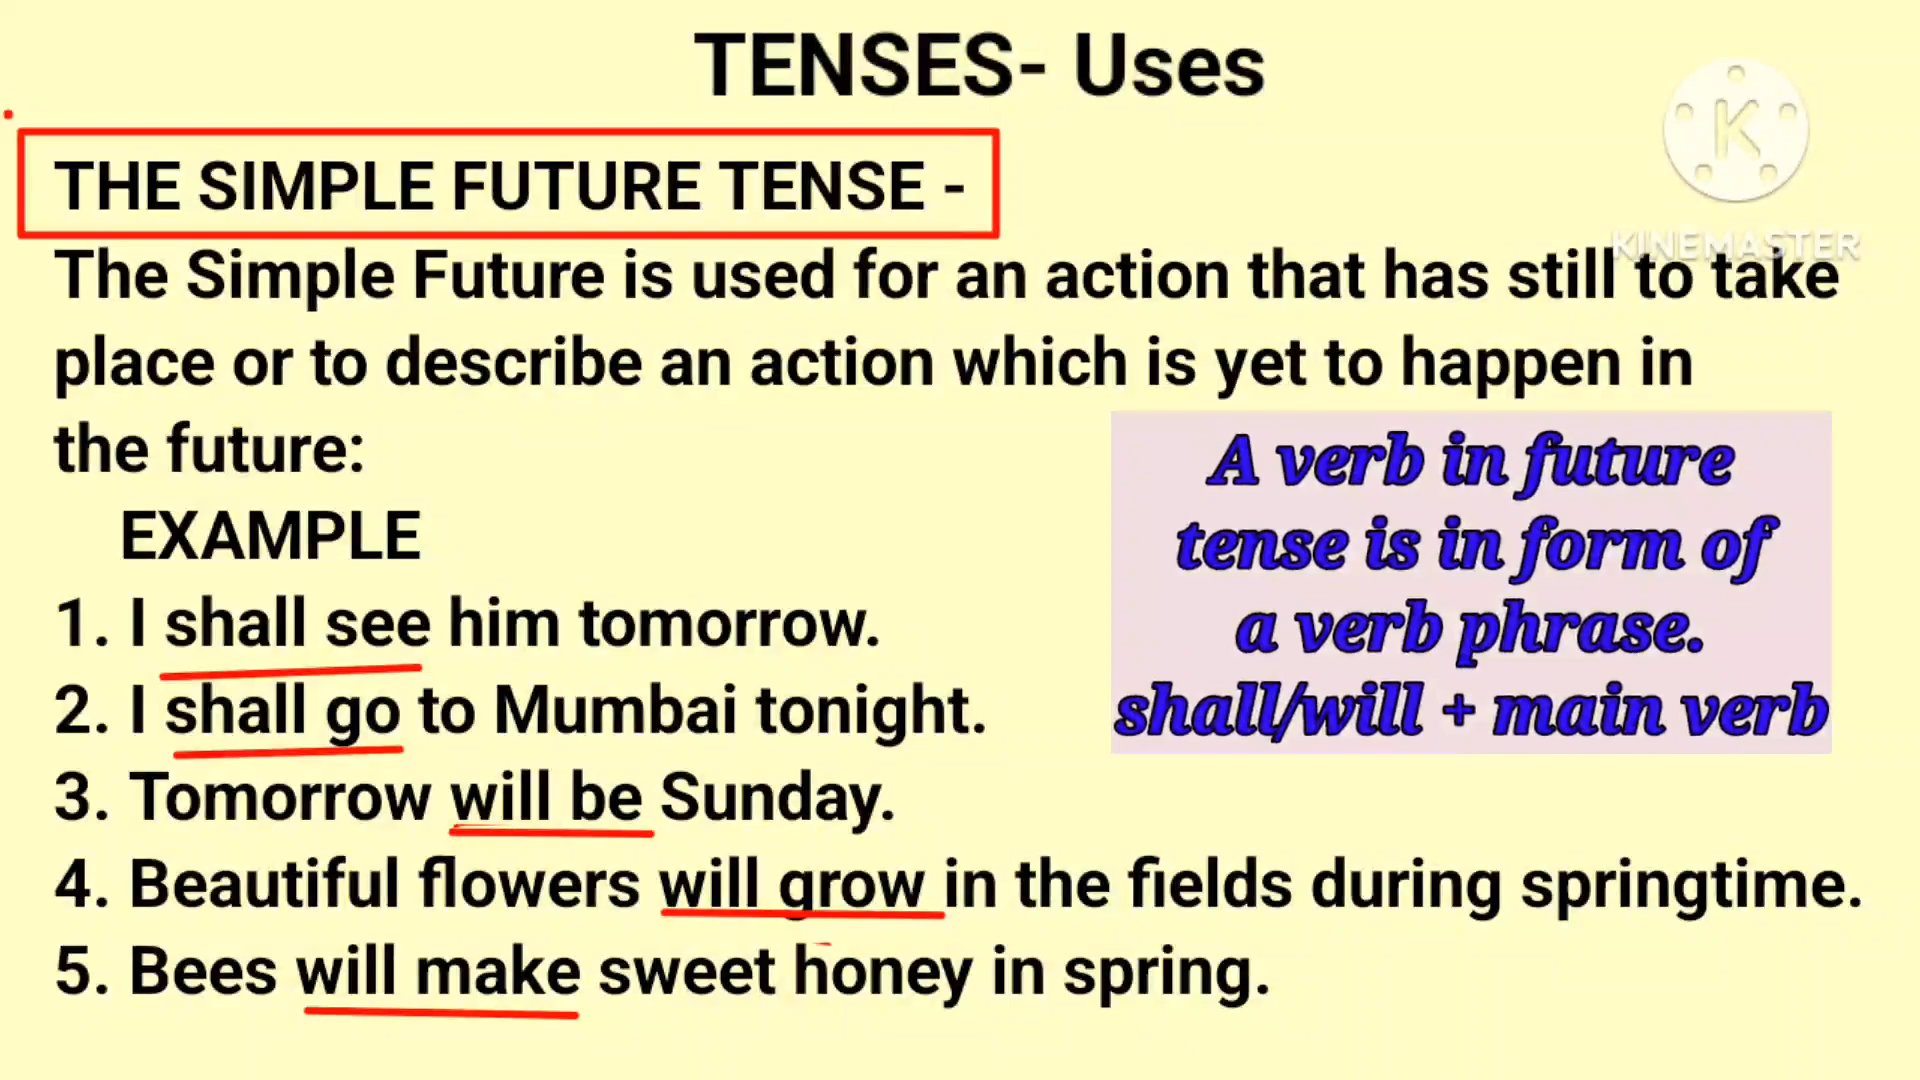 TENSES- Uses
K
KINEMASTER
THE SIMPLE FUTURE TENSE -
The Simple Future is used for an action that has still to take
place or to describe an action which is yet to happen in
the future:
EXAMPLE
1. I shall see him tomorrow.
2. I shall go to Mumbai tonight.
3. Tomorrow will be Sunday.
4. Beautiful flowers will grow in the fields during springtime.
5. Bees will make sweet honey in spring.
A verb in future
tense is in form of
a verb phrase.
shall/will + main verb